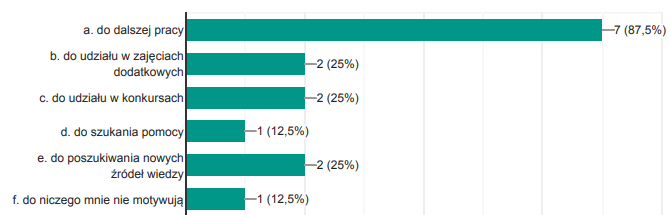 a. do dalszej pracy
7 (87,5%)
b. do udziału w zajęciach
dodatkowych
2 (25%)
c. do udziału w konkursach
2 (25%)
d. do szukania pomocy
1 (12,5%)
e. do poszukiwania nowych
źródeł wiedzy
2 (25%)
f. do niczego mnie nie motywują
1 (12,5%)